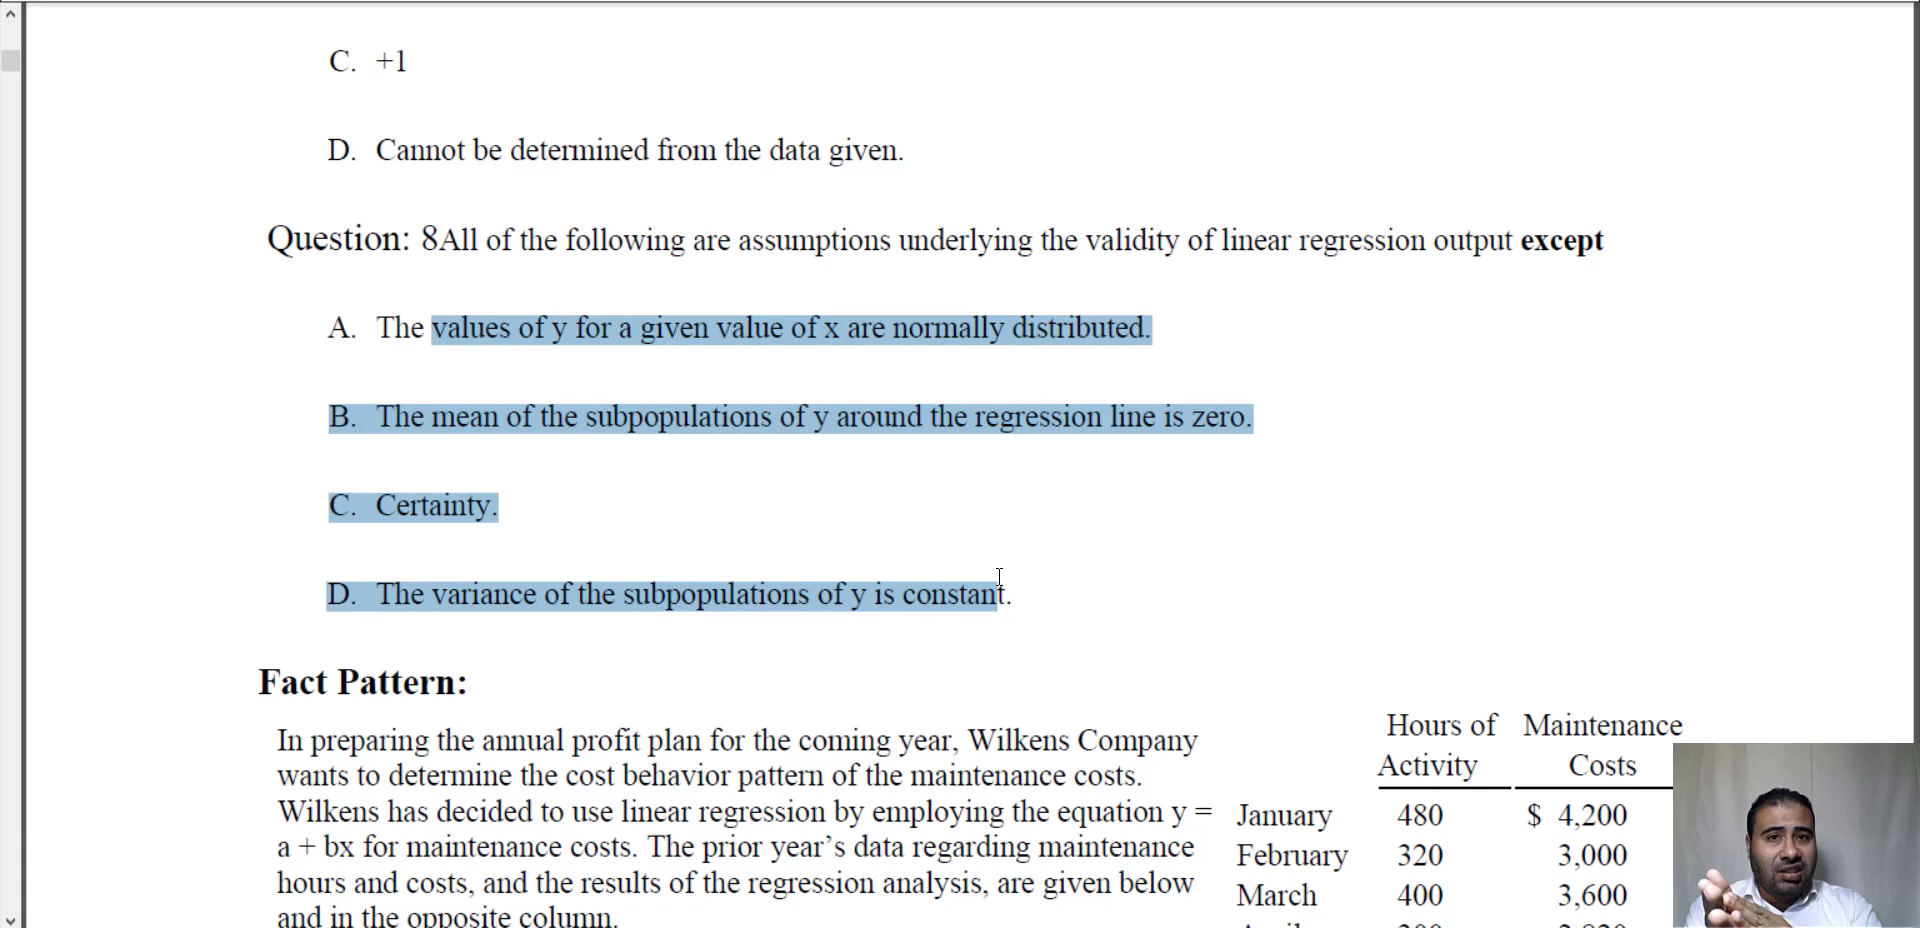 C. +1
D. Cannot be determined from the data given.
Question: 8All of the following are assumptions underlying the validity of linear regression output except
A. The values of y for a given value of x are normally distributed.
B. The mean of the subpopulations of y around the regression line is zero.
C. Certainty.
D. The variance of the subpopulations of y is constant.
Fact Pattern:
In preparing the annual profit plan for the coming year, Wilkens Company
wants to determine the cost behavior pattern of the maintenance costs.
Wilkens has decided to use linear regression by employing the equation y =
a + bx for maintenance costs. The prior year's data regarding maintenance
hours and costs, and the results of the regression analysis, are given below
and in the opposite column.
Hours of Maintenance
Activity Costs
January 480 $ 4,200
February 320 3,000
March 400 3,600